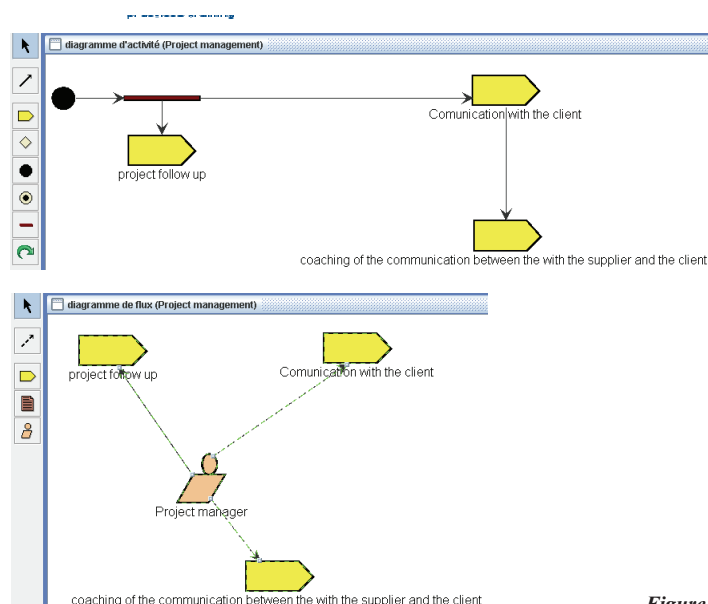 diagramme d'activité (Project management)
Comunication with the client
project follow up
coaching of the communication between the with the supplier and the client
diagramme de flux (Project management)
project follow up
Comunication with the client
Project manager
coaching of the communication between the with the supplier and the client
Figure